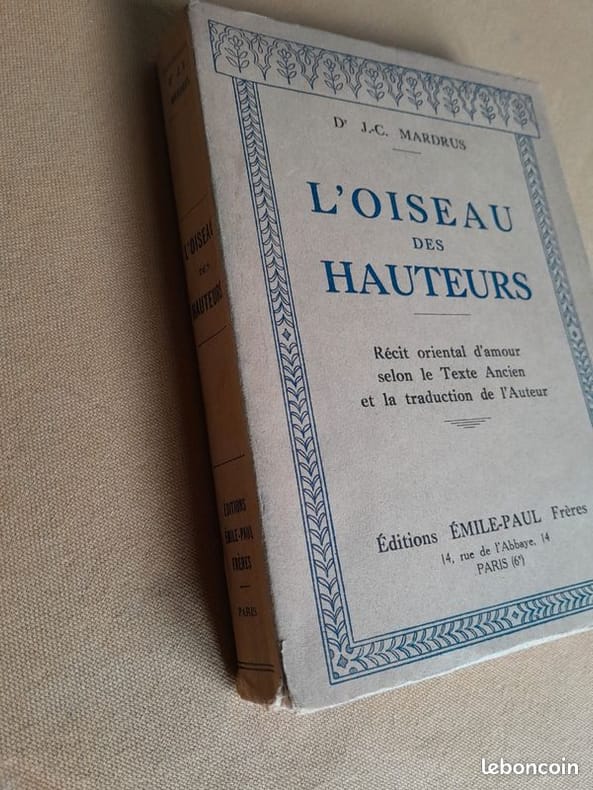 Dʳ J.-C. MARDRUS
L'OISEAU
DES
HAUTEURS
Récit oriental d'amour
selon le Texte Ancien
et la traduction de l'Auteur
Éditions ÉMILE-PAUL Frères
14, rue de l'Abbaye, 14
PARIS (6ᵉ)
L'OISEAU
DES
HAUTEURS
ÉDITIONS
ÉMILE-PAUL
FRÈRES
PARIS
leboncoin